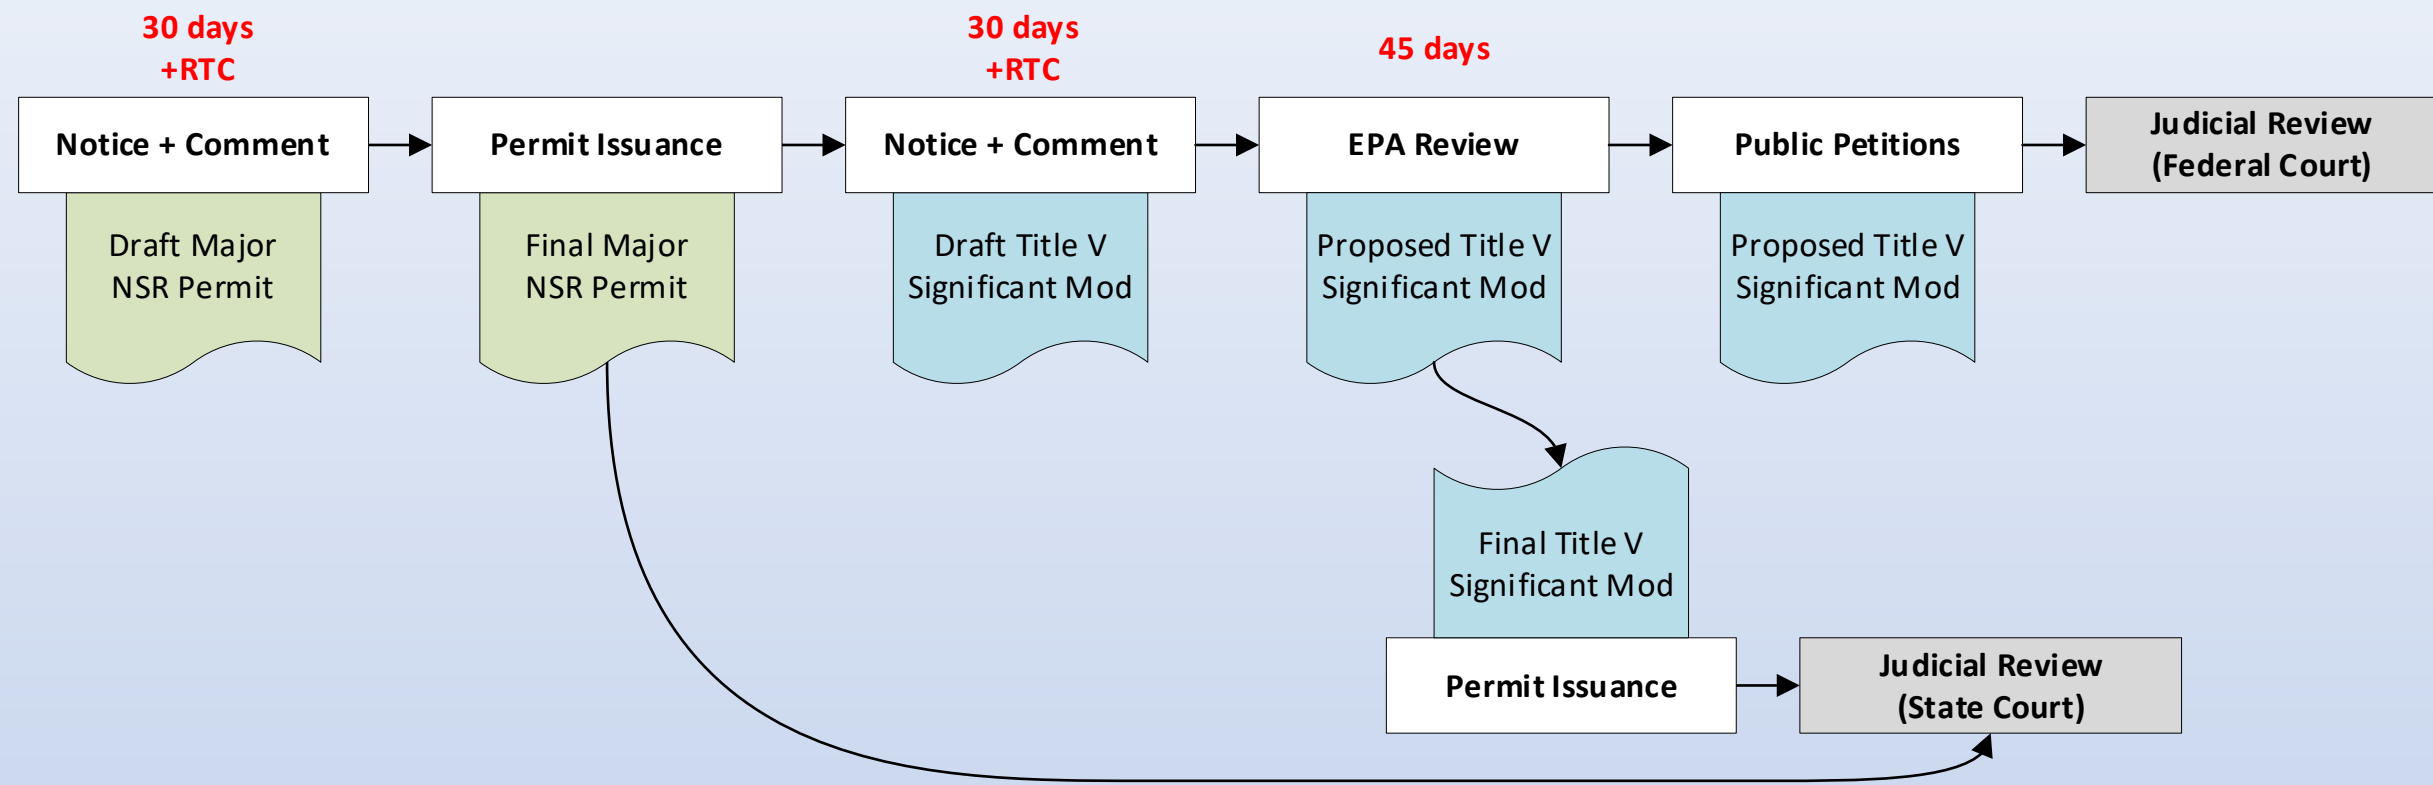 30 days
+RTC
30 days
+RTC
45 days
Notice + Comment
Permit Issuance
Notice + Comment
EPA Review
Public Petitions
Judicial Review
(Federal Court)
Draft Major
NSR Permit
Final Major
NSR Permit
Draft Title V
Significant Mod
Proposed Title V
Significant Mod
Proposed Title V
Significant Mod
Final Title V
Significant Mod
Permit Issuance
Judicial Review
(State Court)